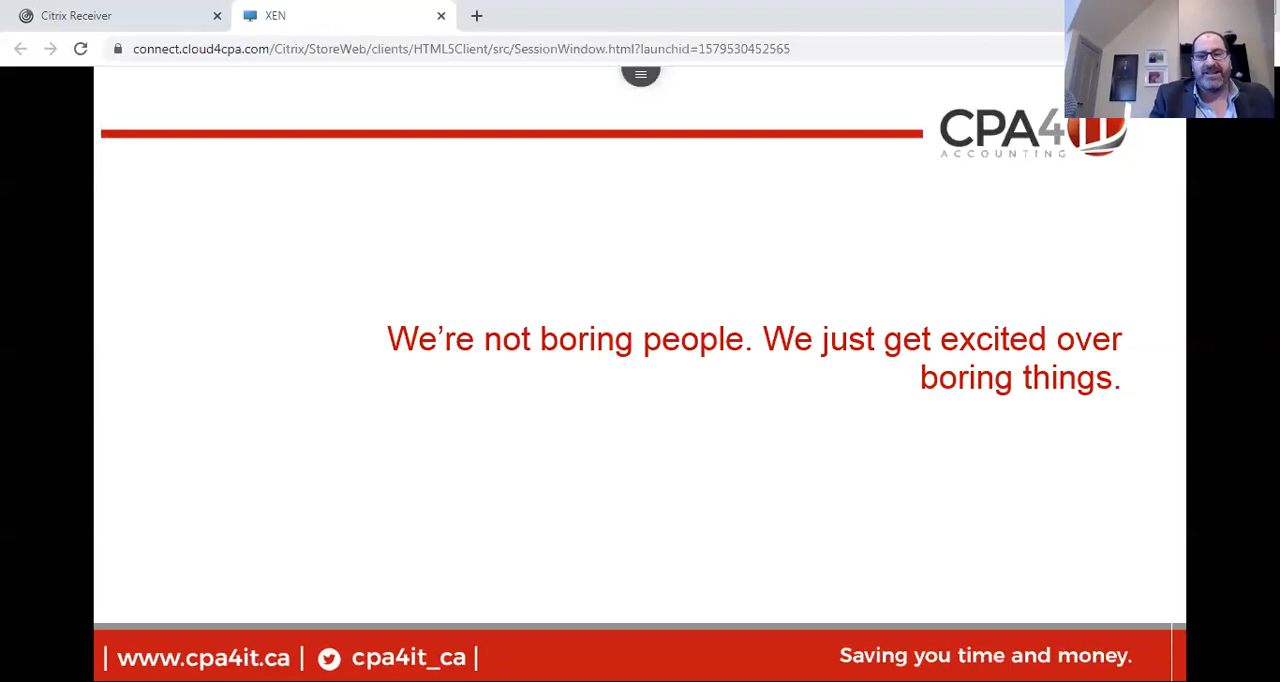 Citrix Receiver
XEN
connect.cloud4cpa.com/Citrix/StoreWeb/clients/HTML5Client/src/SessionWindow.html?launchid=1579530452565
CPA4IT
ACCOUNTING
We’re not boring people. We just get excited over
boring things.
| www.cpa4it.ca | cpa4it_ca |
Saving you time and money.